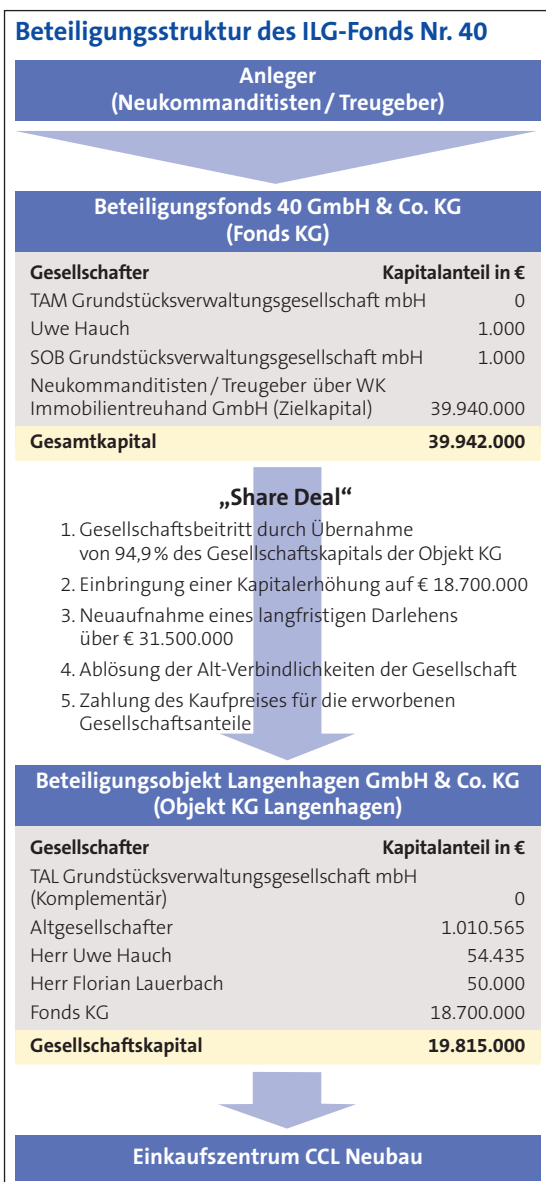 Beteiligungsstruktur des ILG-Fonds Nr. 40
Anleger
(Neukommanditisten / Treugeber)
Beteiligungsfonds 40 GmbH & Co. KG
(Fonds KG)
Gesellschafter Kapitalanteil in €
TAM Grundstücksverwaltungsgesellschaft mbH 0
Uwe Hauch 1.000
SOB Grundstücksverwaltungsgesellschaft mbH 1.000
Neukommanditisten / Treugeber über WK
Immobilientreuhand GmbH (Zielkapital) 39.940.000
Gesamtkapital 39.942.000
„Share Deal“
1. Gesellschaftsbeitritt durch Übernahme
von 94,9 % des Gesellschaftskapitals der Objekt KG
2. Einbringung einer Kapitalerhöhung auf € 18.700.000
3. Neuaufnahme eines langfristigen Darlehens
über € 31.500.000
4. Ablösung der Alt-Verbindlichkeiten der Gesellschaft
5. Zahlung des Kaufpreises für die erworbenen
Gesellschaftsanteile
Beteiligungsobjekt Langenhagen GmbH & Co. KG
(Objekt KG Langenhagen)
Gesellschafter Kapitalanteil in €
TAL Grundstücksverwaltungsgesellschaft mbH
(Komplementär) 0
Altgesellschafter 1.010.565
Herr Uwe Hauch 54.435
Herr Florian Lauerbach 50.000
Fonds KG 18.700.000
Gesellschaftskapital 19.815.000
Einkaufszentrum CCL Neubau